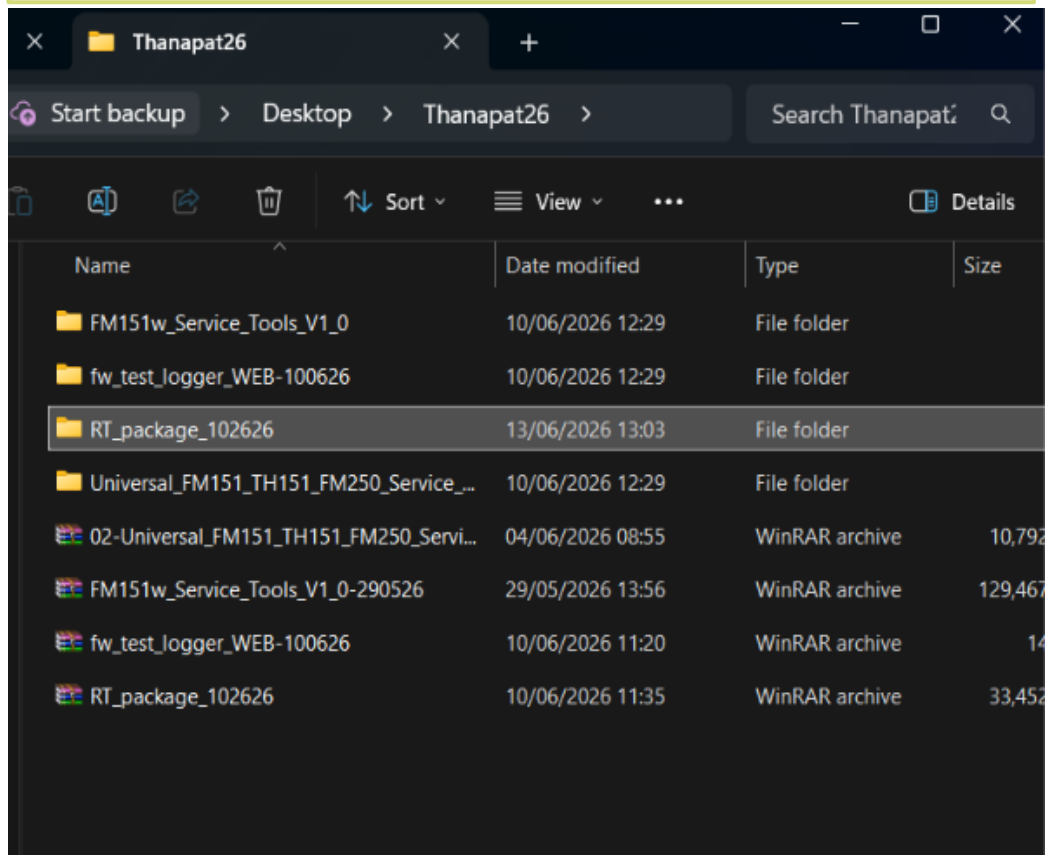 Thanapat26
Start backup > Desktop > Thanapat26 > Search Thanapat2
Sort View ••• Details
Name Date modified Type Size
FM151w_Service_Tools_V1_0 10/06/2026 12:29 File folder
fw_test_logger_WEB-100626 10/06/2026 12:29 File folder
RT_package_102626 13/06/2026 13:03 File folder
Universal_FM151_TH151_FM250_Service_... 10/06/2026 12:29 File folder
02-Universal_FM151_TH151_FM250_Servi... 04/06/2026 08:55 WinRAR archive 10,792
FM151w_Service_Tools_V1_0-290526 29/05/2026 13:56 WinRAR archive 129,467
fw_test_logger_WEB-100626 10/06/2026 11:20 WinRAR archive 14
RT_package_102626 10/06/2026 11:35 WinRAR archive 33,452